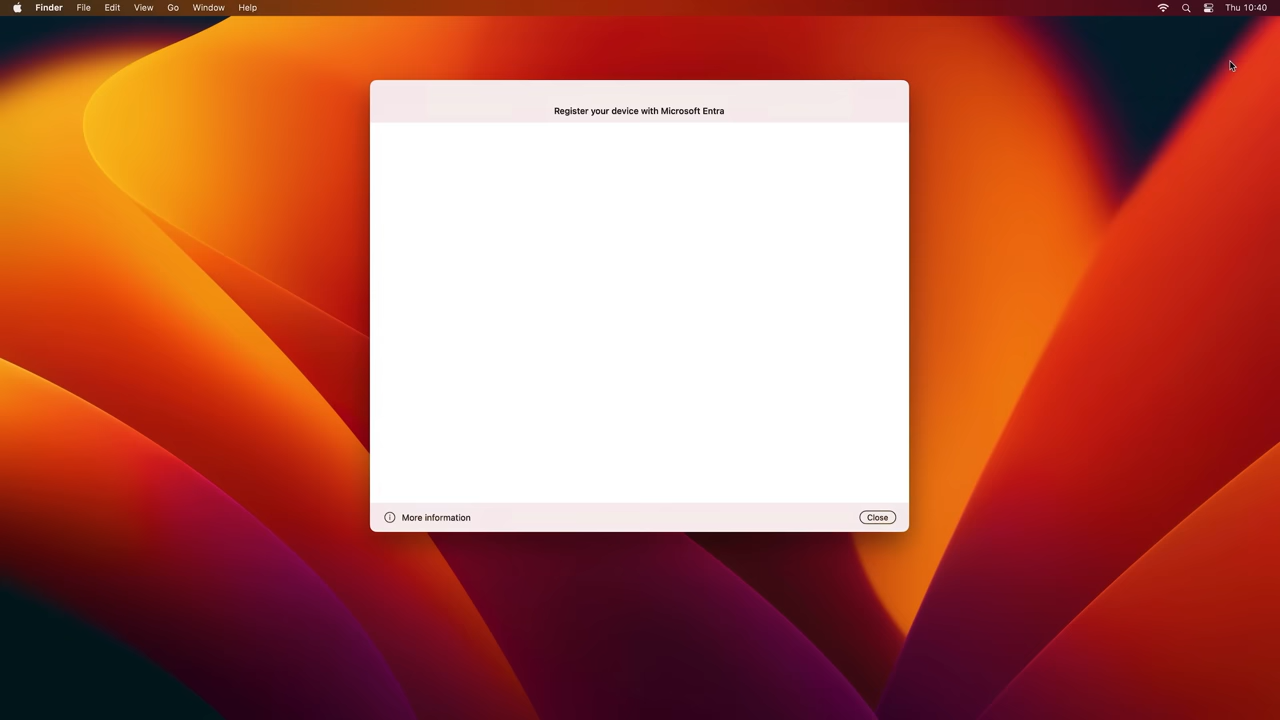 Finder File Edit View Go Window Help Thu 10:40
Register your device with Microsoft Entra
More information Close